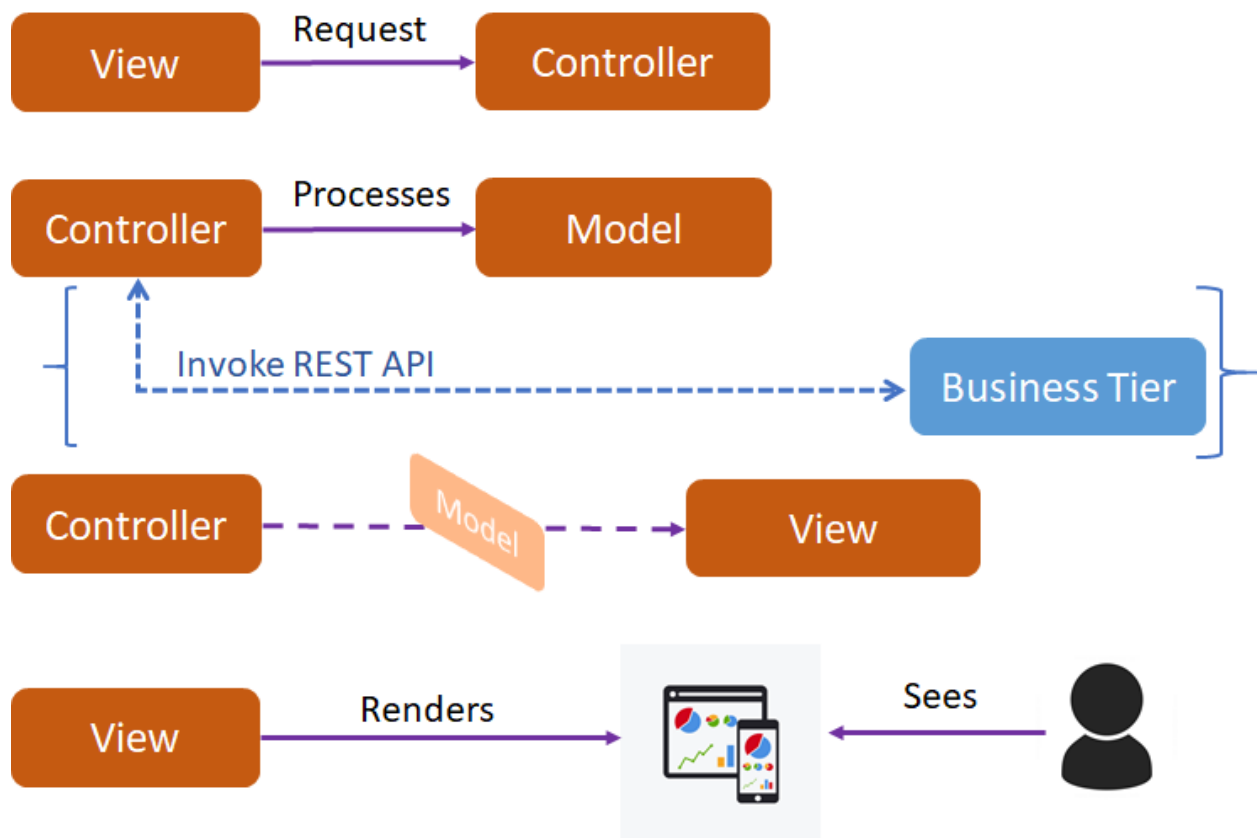 View
Request
Controller
Controller
Processes
Model
Invoke REST API
Business Tier
Controller
Model
View
View
Renders
Sees